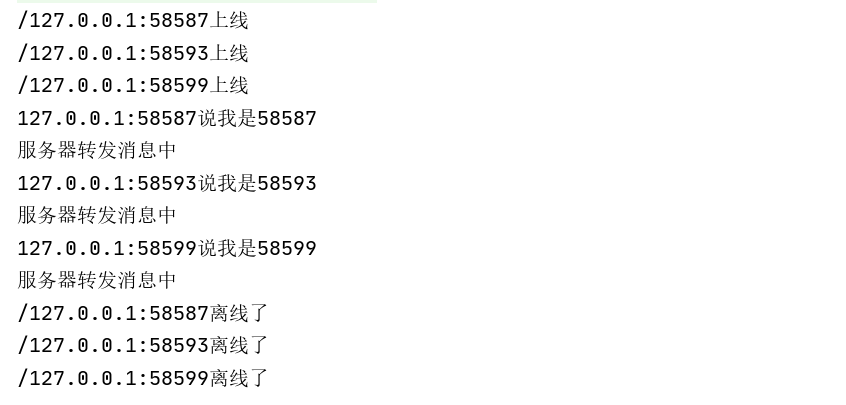 /127.0.0.1:58587上线
/127.0.0.1:58593上线
/127.0.0.1:58599上线
127.0.0.1:58587说我是58587
服务器转发消息中
127.0.0.1:58593说我是58593
服务器转发消息中
127.0.0.1:58599说我是58599
服务器转发消息中
/127.0.0.1:58587离线了
/127.0.0.1:58593离线了
/127.0.0.1:58599离线了